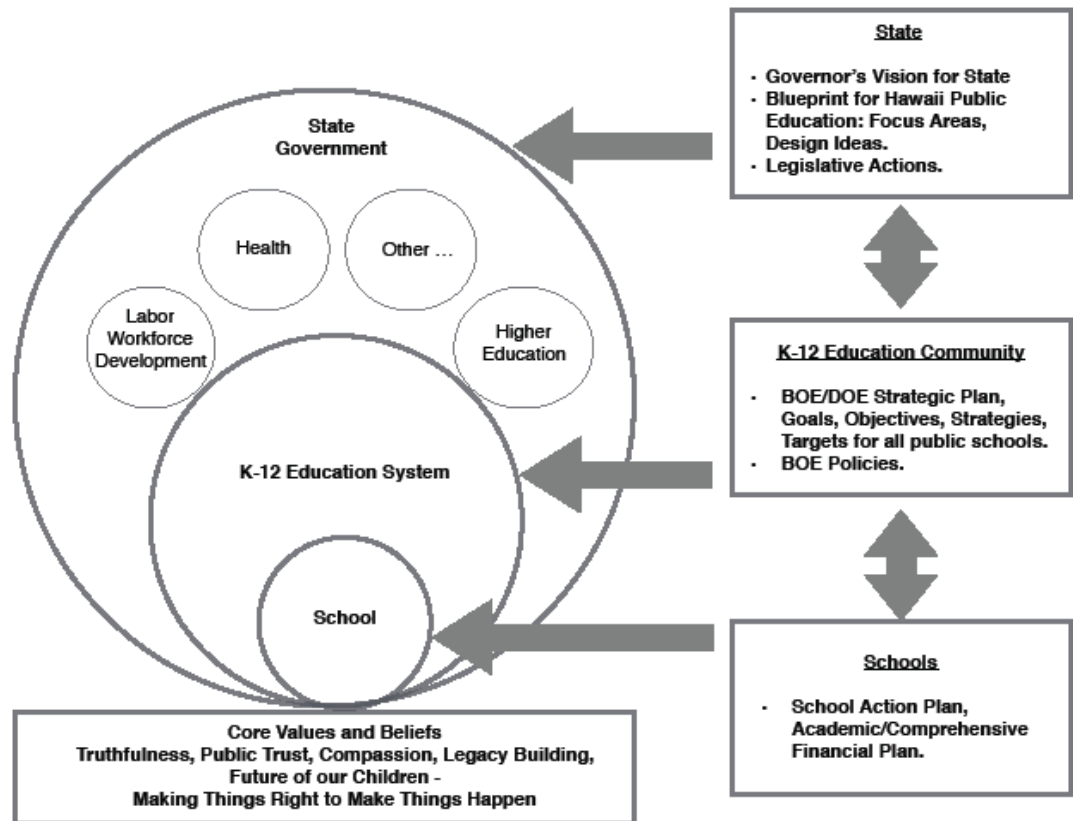 State
Government
Health
Other ...
Labor
Workforce
Development
Higher
Education
K-12 Education System
School
Core Values and Beliefs
Truthfulness, Public Trust, Compassion, Legacy Building,
Future of our Children -
Making Things Right to Make Things Happen
State
- Governor's Vision for State
- Blueprint for Hawaii Public
Education: Focus Areas,
Design Ideas.
- Legislative Actions.
K-12 Education Community
- BOE/DOE Strategic Plan,
Goals, Objectives, Strategies,
Targets for all public schools.
- BOE Policies.
Schools
- School Action Plan,
Academic/Comprehensive
Financial Plan.